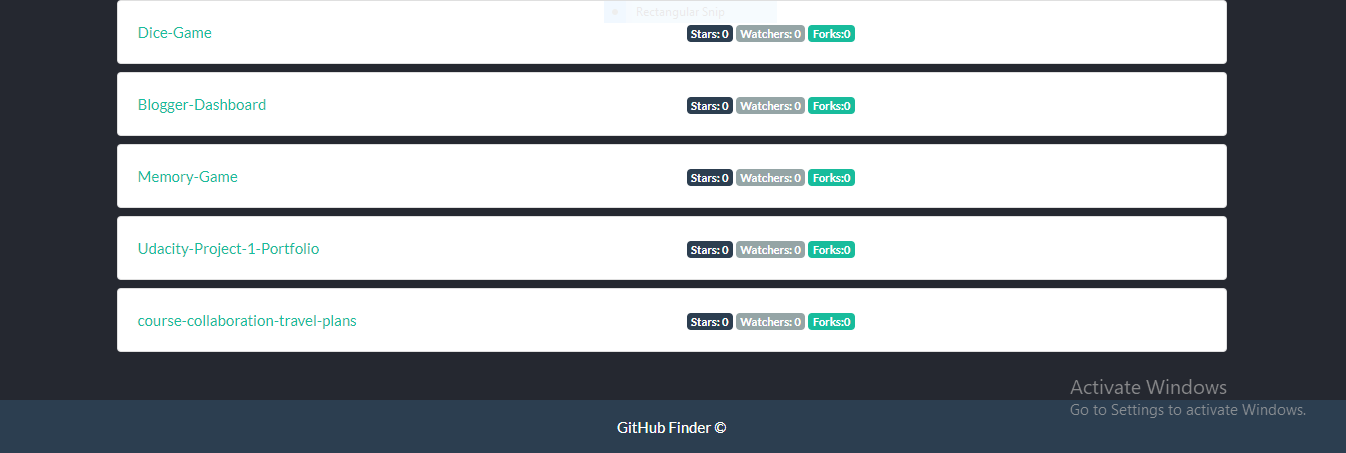 Rectangular Snip
Dice-Game Stars: 0 Watchers: 0 Forks:0
Blogger-Dashboard Stars: 0 Watchers: 0 Forks:0
Memory-Game Stars: 0 Watchers: 0 Forks:0
Udacity-Project-1-Portfolio Stars: 0 Watchers: 0 Forks:0
course-collaboration-travel-plans Stars: 0 Watchers: 0 Forks:0
Activate Windows
Go to Settings to activate Windows.
GitHub Finder ©